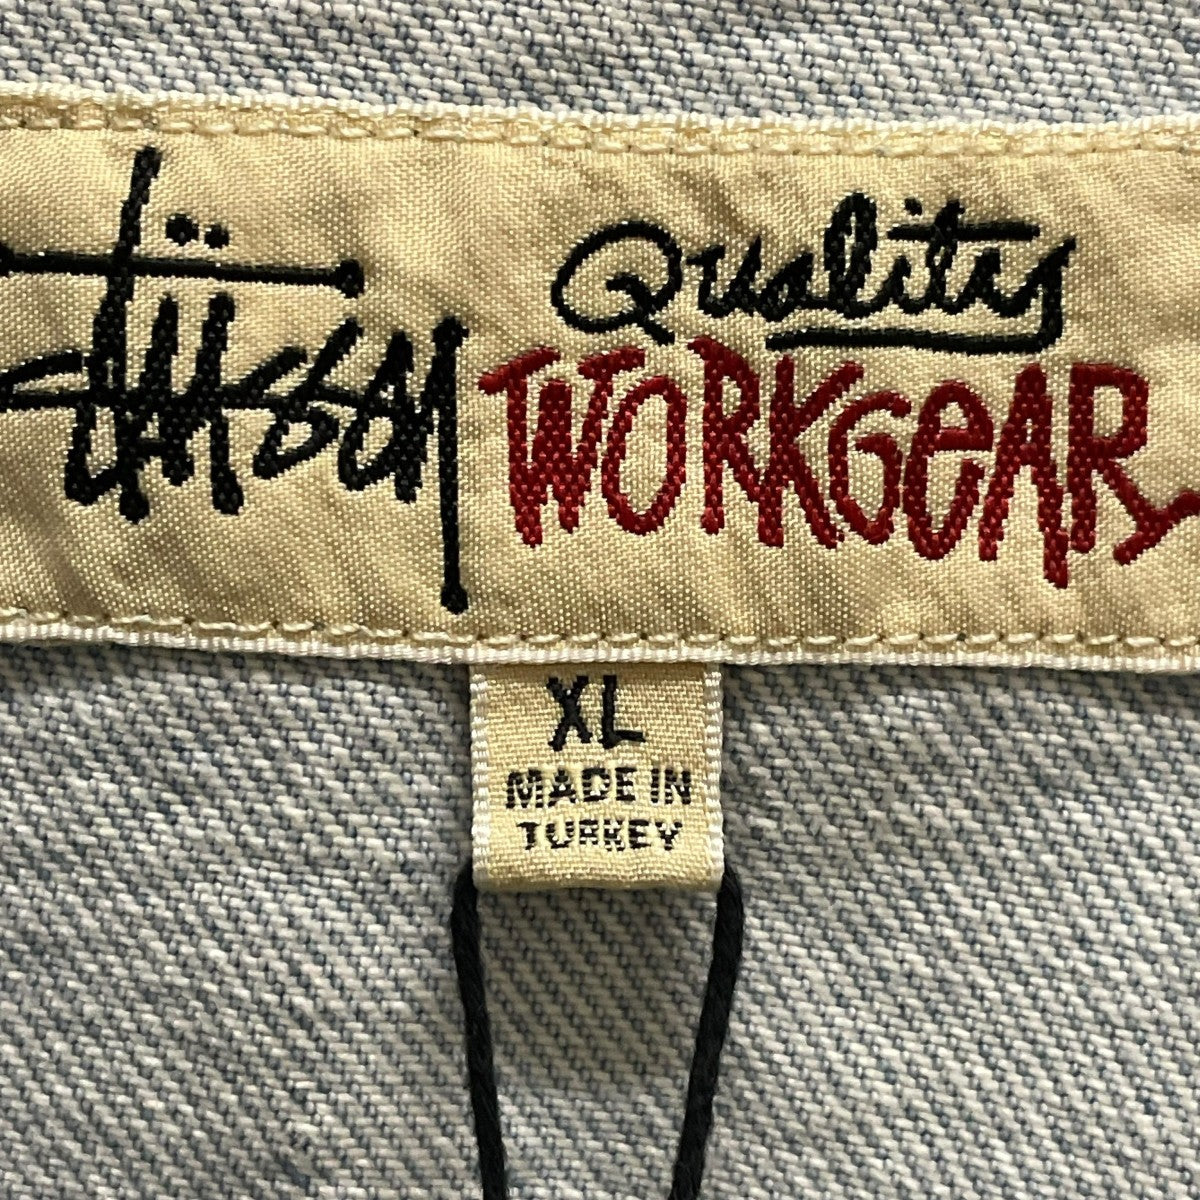 Stüssy
Quality
WORKGeAR
XL
MADE IN
TURKEY